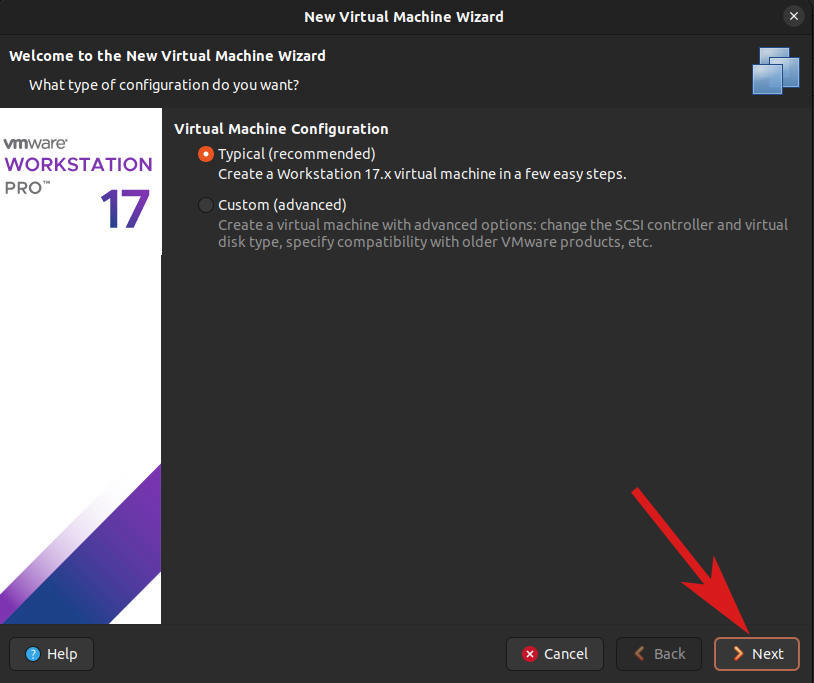 New Virtual Machine Wizard
Welcome to the New Virtual Machine Wizard
What type of configuration do you want?
vmware
WORKSTATION
PRO™
17
Virtual Machine Configuration
Typical (recommended)
Create a Workstation 17.x virtual machine in a few easy steps.
Custom (advanced)
Create a virtual machine with advanced options: change the SCSI controller and virtual
disk type, specify compatibility with older VMware products, etc.
Help
Cancel
Back
Next